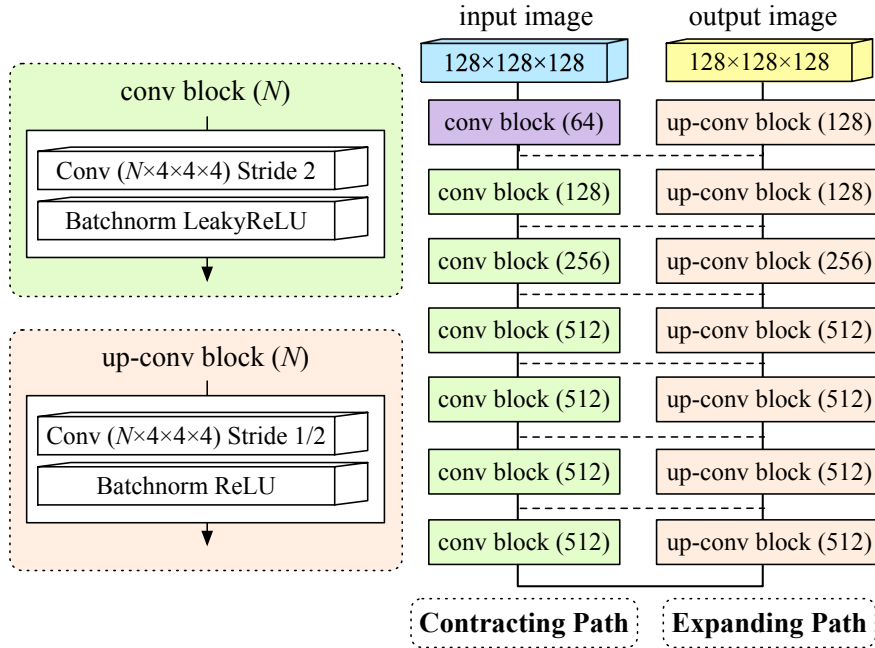 conv block (N)
Conv (N×4×4×4) Stride 2
Batchnorm LeakyReLU
up-conv block (N)
Conv (N×4×4×4) Stride 1/2
Batchnorm ReLU
input image
128×128×128
conv block (64)
conv block (128)
conv block (256)
conv block (512)
conv block (512)
conv block (512)
conv block (512)
Contracting Path
output image
128×128×128
up-conv block (128)
up-conv block (128)
up-conv block (256)
up-conv block (512)
up-conv block (512)
up-conv block (512)
up-conv block (512)
Expanding Path